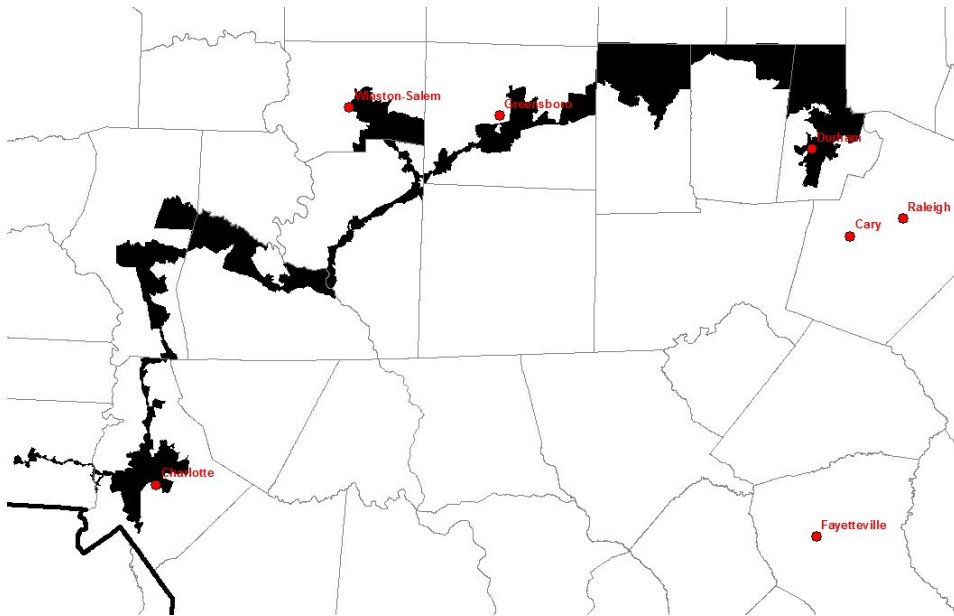 Winston-Salem
Greensboro
Durham
Raleigh
Cary
Charlotte
Fayetteville